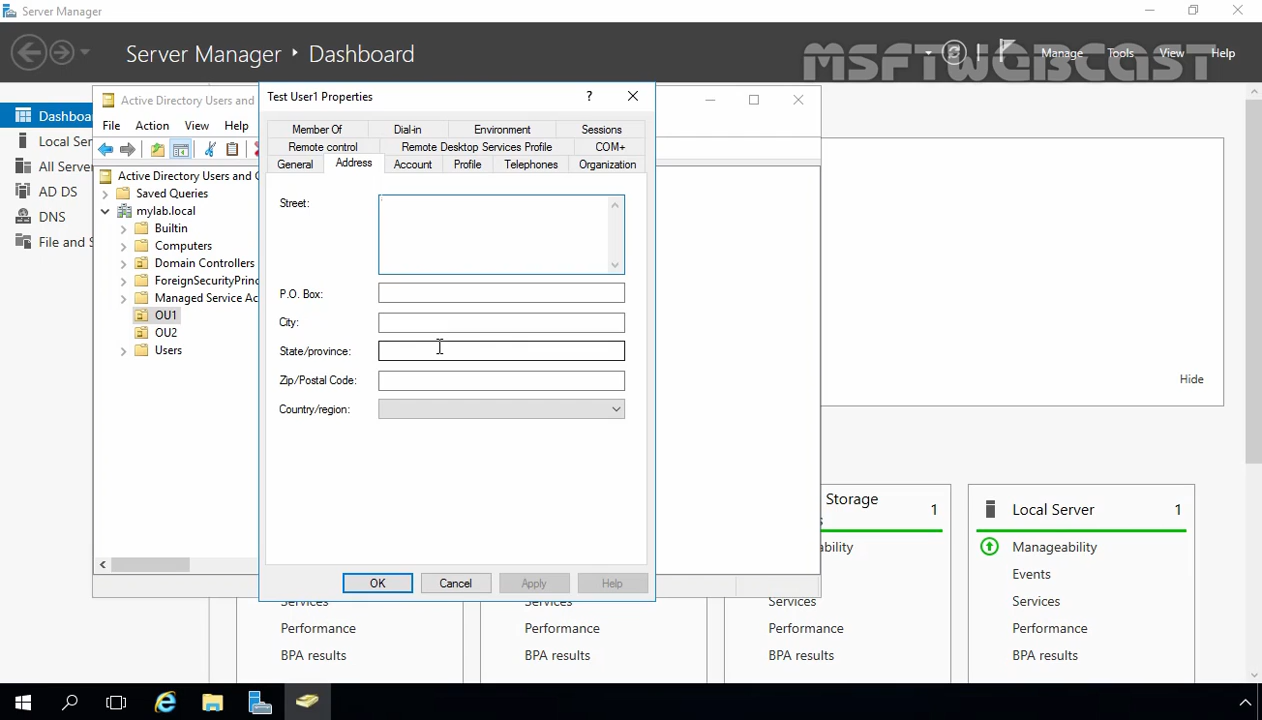 Server Manager
Server Manager
Dashboard
MSFTWEBCAST
Manage
Tools
View
Help
Dashboa
Local Ser
All Server
AD DS
DNS
File and S
Active Directory Users and
File
Action
View
Help
Active Directory Users and C
Saved Queries
mylab.local
Builtin
Computers
Domain Controllers
ForeignSecurityPrinc
Managed Service Ac
OU1
OU2
Users
Test User1 Properties
?
Member Of
Dial-in
Environment
Sessions
Remote control
Remote Desktop Services Profile
COM+
General
Address
Account
Profile
Telephones
Organization
Street:
P.O. Box:
City:
State/province:
Zip/Postal Code:
Country/region:
OK
Cancel
Apply
Help
Hide
Storage
1
ability
Local Server
1
Manageability
Events
Services
Performance
BPA results
Services
Performance
BPA results
Services
Performance
BPA results
Services
Performance
BPA results